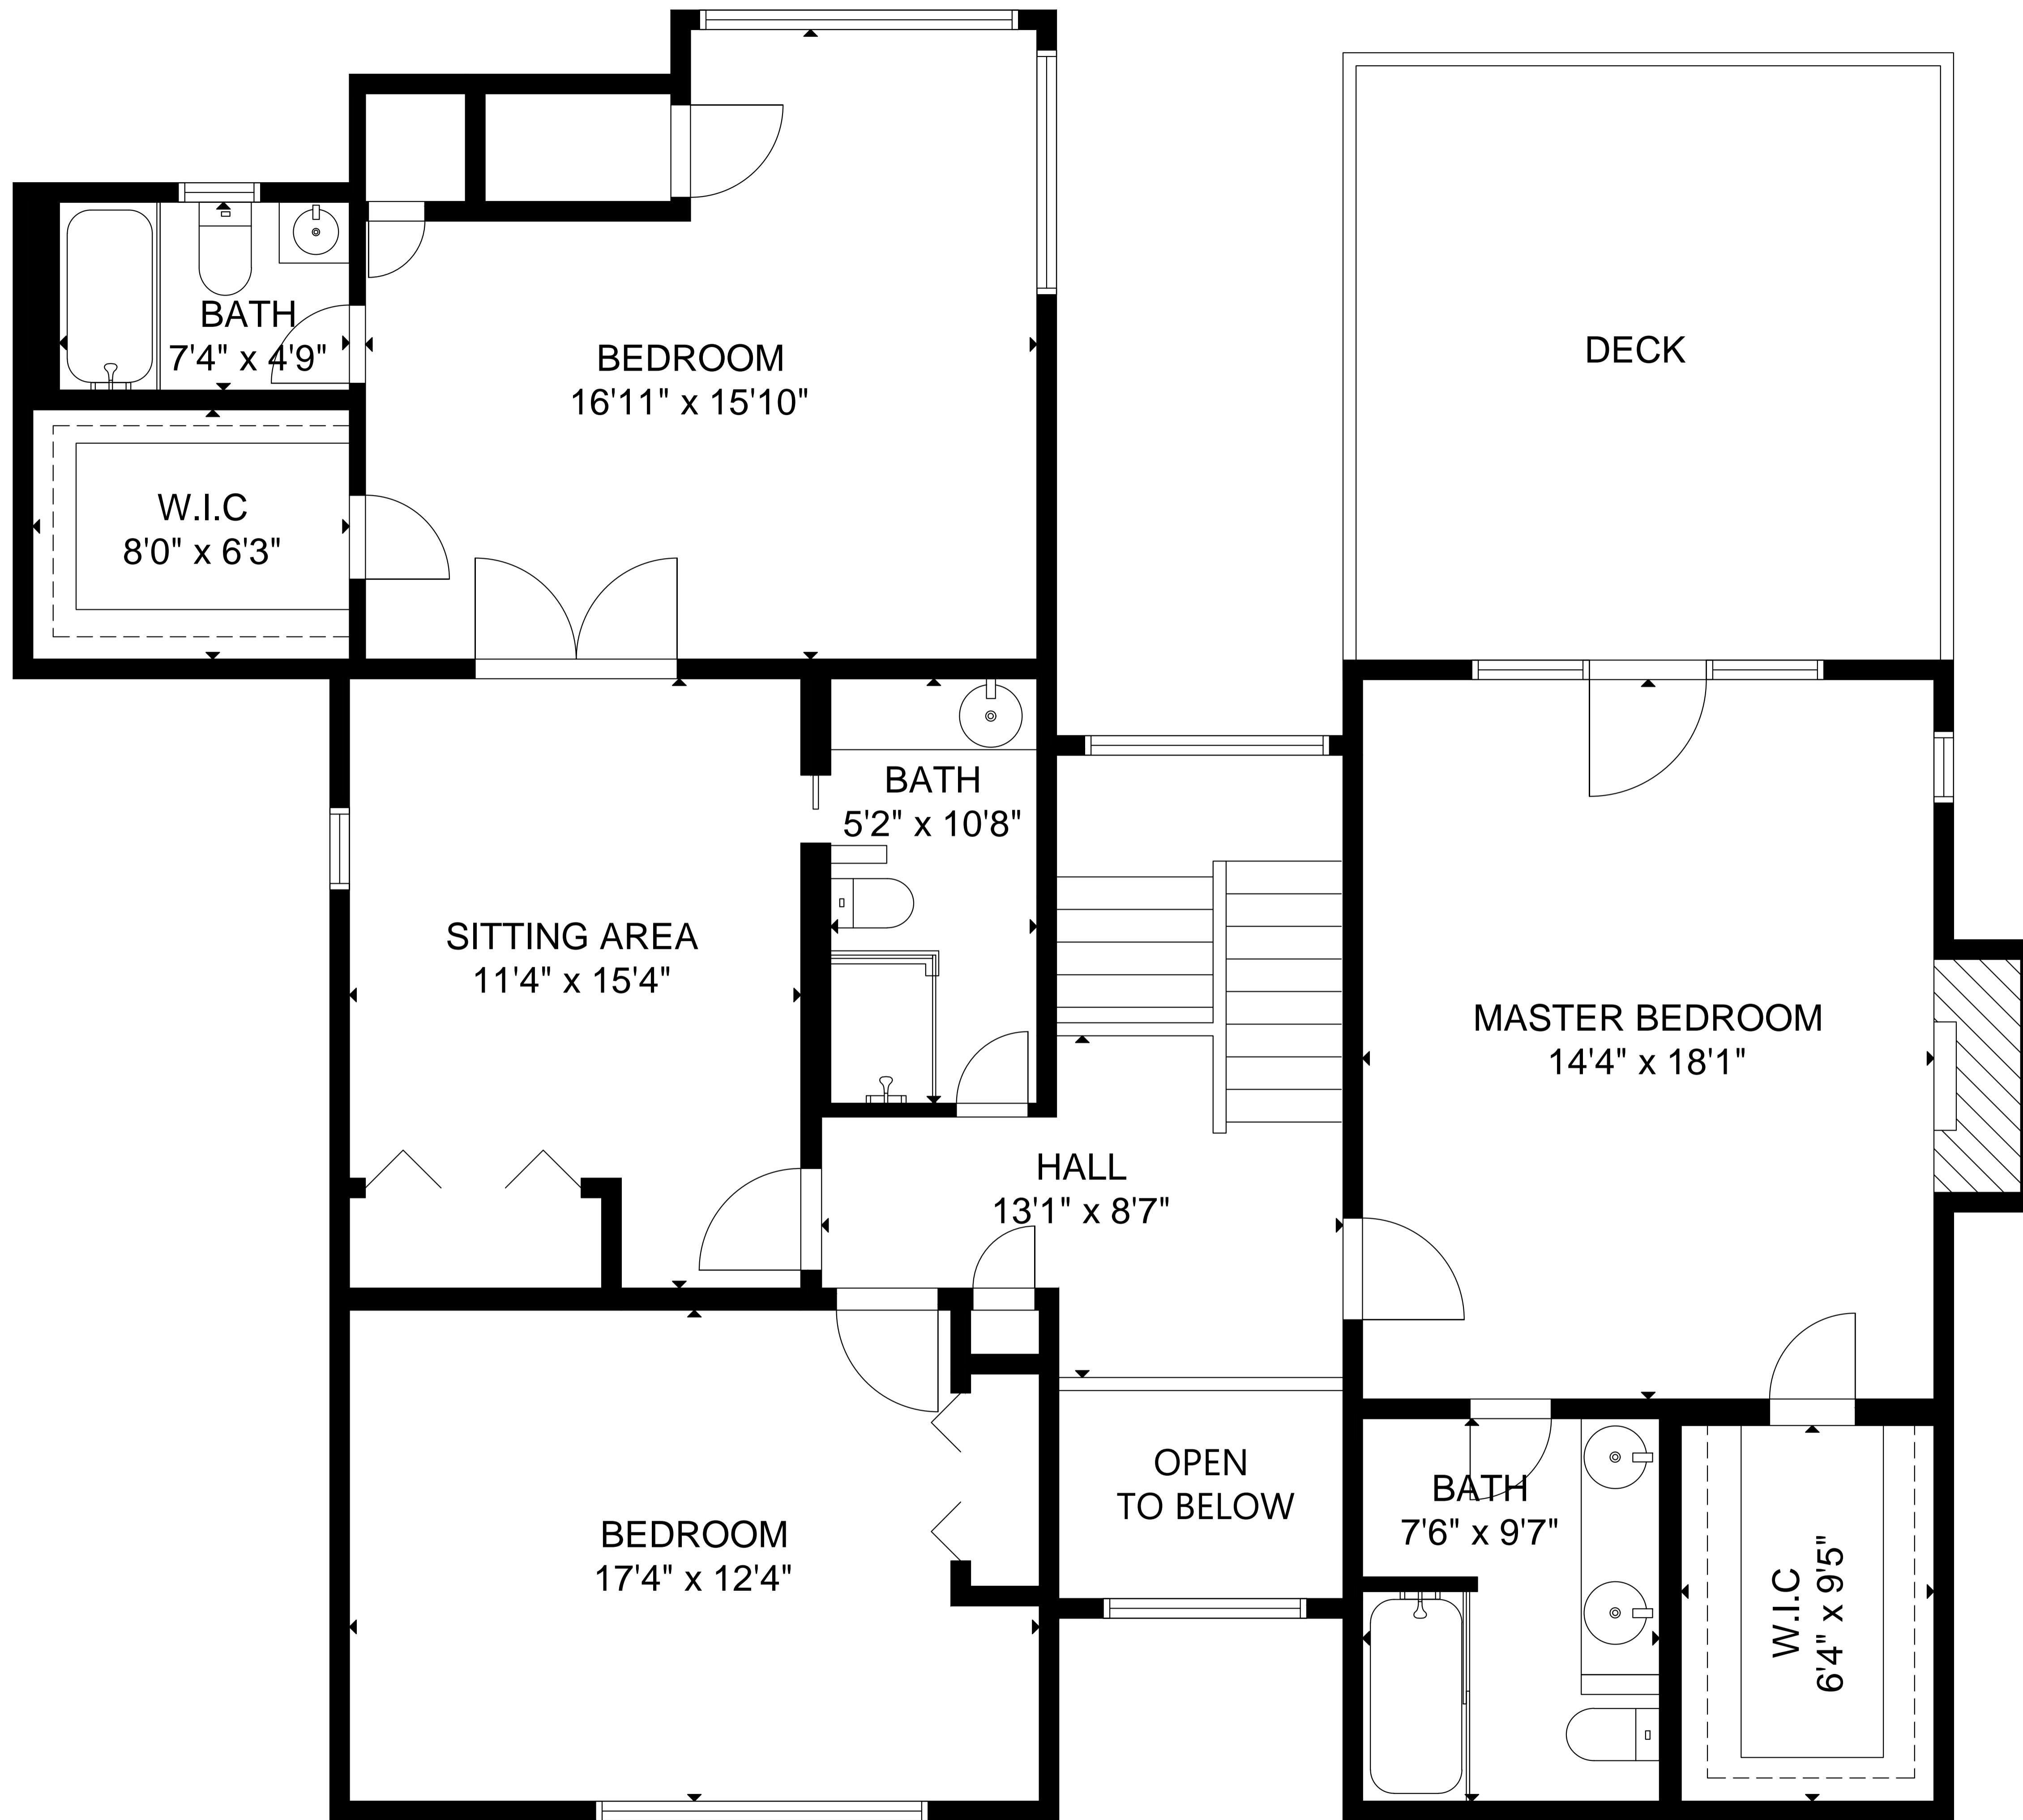 BATH
7'4" x 4'9"
BEDROOM
16'11" x 15'10"
DECK
W.I.C
8'0" x 6'3"
BATH
5'2" x 10'8"
SITTING AREA
11'4" x 15'4"
MASTER BEDROOM
14'4" x 18'1"
HALL
13'1" x 8'7"
OPEN
TO BELOW
BATH
7'6" x 9'7"
BEDROOM
17'4" x 12'4"
W.I.C
6'4" x 9'5"